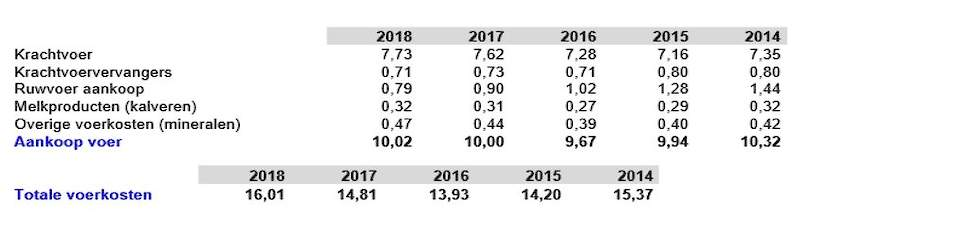 2018 2017 2016 2015 2014
Krachtvoer 7,73 7,62 7,28 7,16 7,35
Krachtvoervervangers 0,71 0,73 0,71 0,80 0,80
Ruwvoer aankoop 0,79 0,90 1,02 1,28 1,44
Melkproducten (kalveren) 0,32 0,31 0,27 0,29 0,32
Overige voerkosten (mineralen) 0,47 0,44 0,39 0,40 0,42
Aankoop voer 10,02 10,00 9,67 9,94 10,32
2018 2017 2016 2015 2014
Totale voerkosten 16,01 14,81 13,93 14,20 15,37